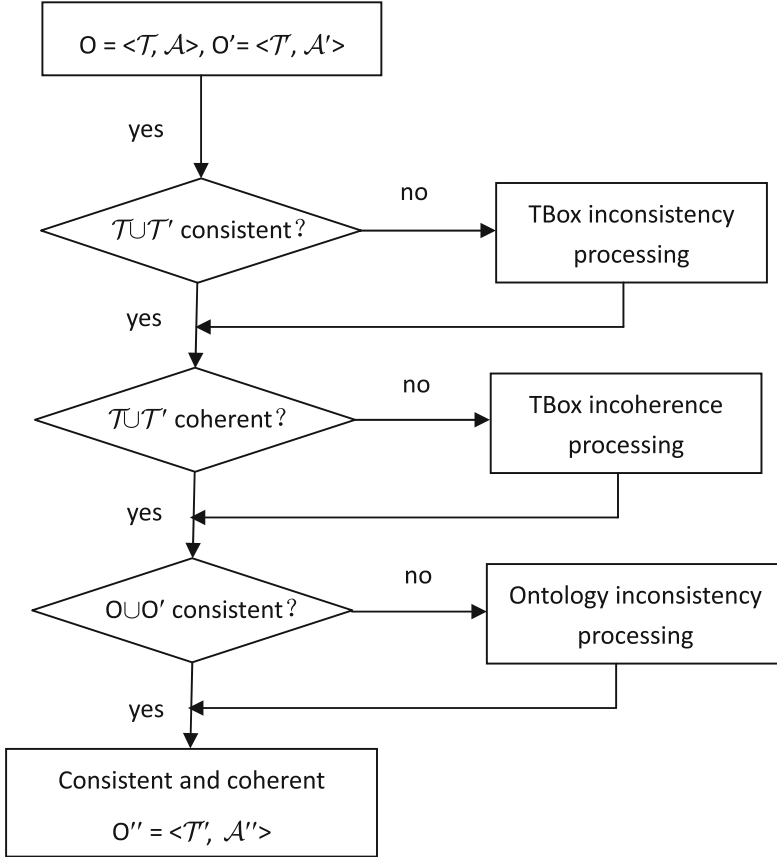 O = <𝒯, 𝒜>, O’= <𝒯′, 𝒜′>
yes
𝒯∪𝒯′ consistent?
no
TBox inconsistency
processing
yes
𝒯∪𝒯′ coherent?
no
TBox incoherence
processing
yes
O∪O′ consistent?
no
Ontology inconsistency
processing
yes
Consistent and coherent
O′′ = <𝒯′′, 𝒜′′>